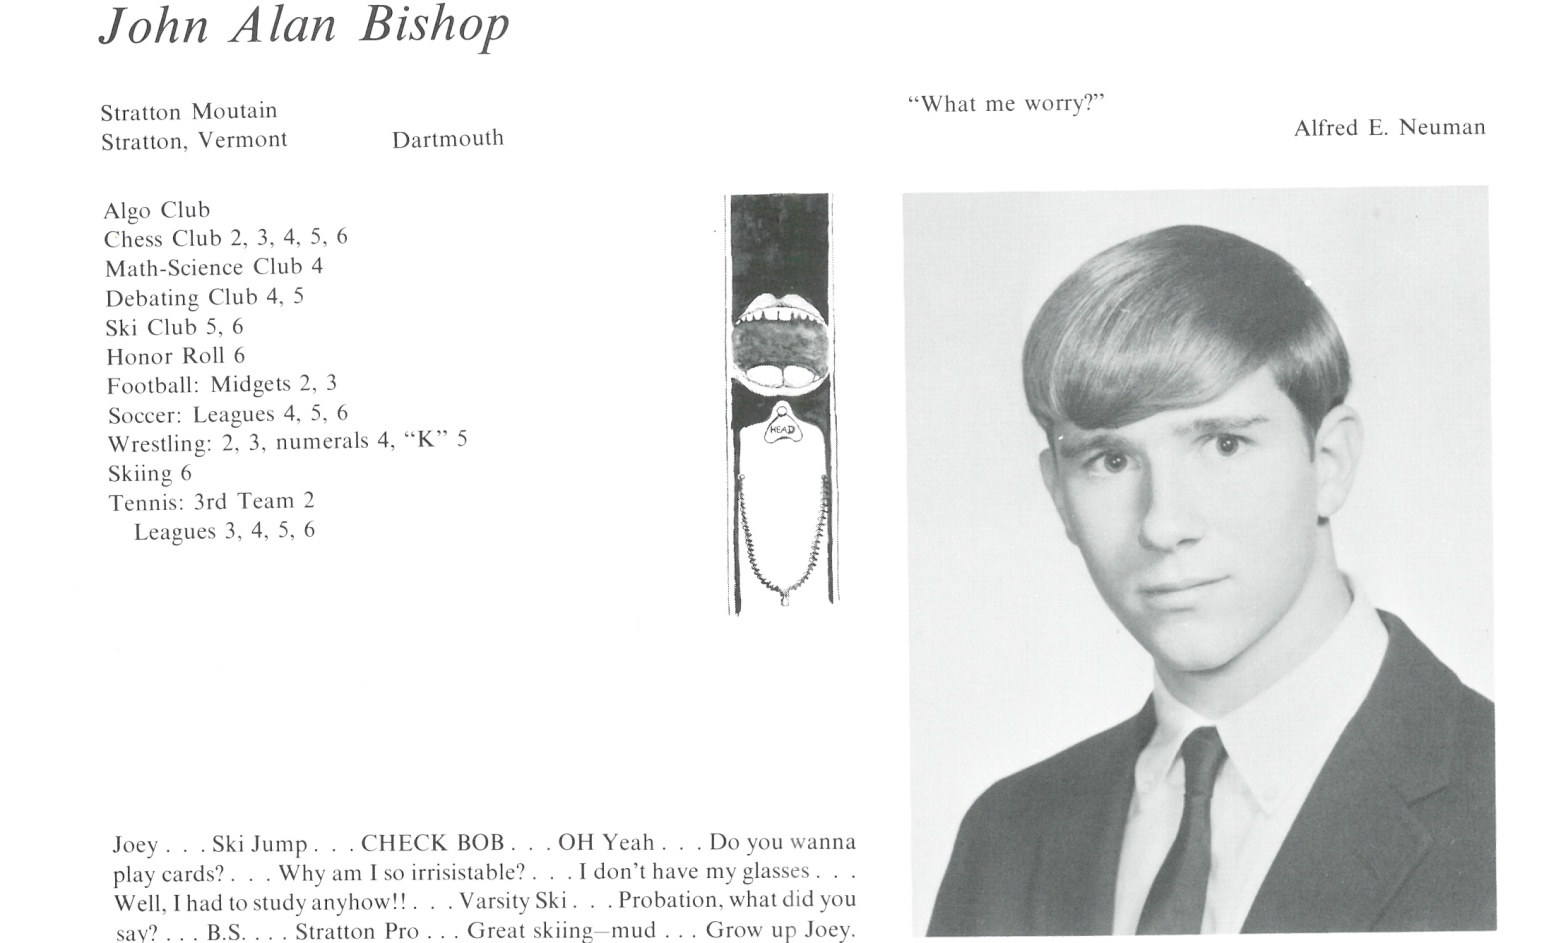 John Alan Bishop
Stratton Moutain
Stratton, Vermont Dartmouth
"What me worry?"
Alfred E. Neuman
Algo Club
Chess Club 2, 3, 4, 5, 6
Math-Science Club 4
Debating Club 4, 5
Ski Club 5, 6
Honor Roll 6
Football: Midgets 2, 3
Soccer: Leagues 4, 5, 6
Wrestling: 2, 3, numerals 4, "K" 5
Skiing 6
Tennis: 3rd Team 2
Leagues 3, 4, 5, 6
HEAD
Joey . . . Ski Jump . . . CHECK BOB . . . OH Yeah . . . Do you wanna
play cards? . . . Why am I so irrisistable? . . . I don't have my glasses . . .
Well, I had to study anyhow!! . . . Varsity Ski . . . Probation, what did you
say? . . . B.S. . . . Stratton Pro . . . Great skiing—mud . . . Grow up Joey.